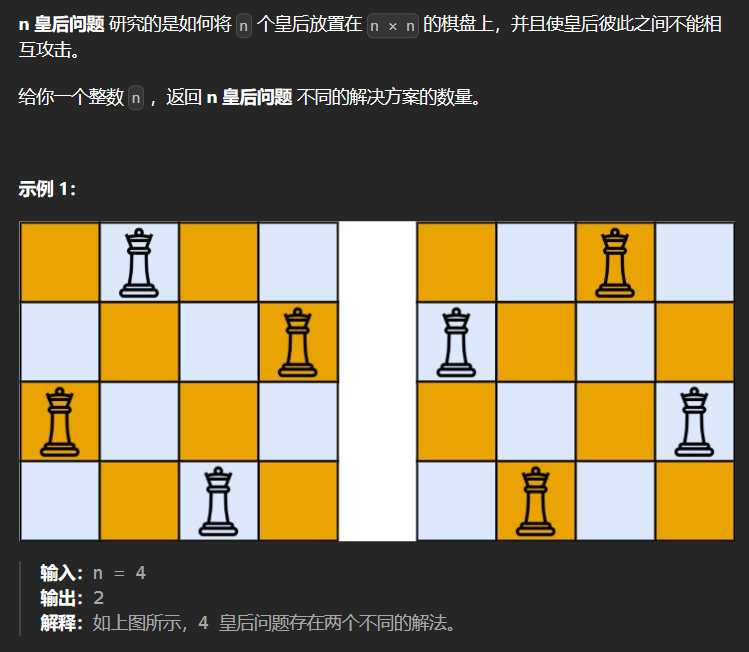 n 皇后问题 研究的是如何将 n 个皇后放置在 n × n 的棋盘上，并且使皇后彼此之间不能相
互攻击。
给你一个整数 n ，返回 n 皇后问题 不同的解决方案的数量。
示例 1：
输入：n = 4
输出：2
解释：如上图所示，4 皇后问题存在两个不同的解法。